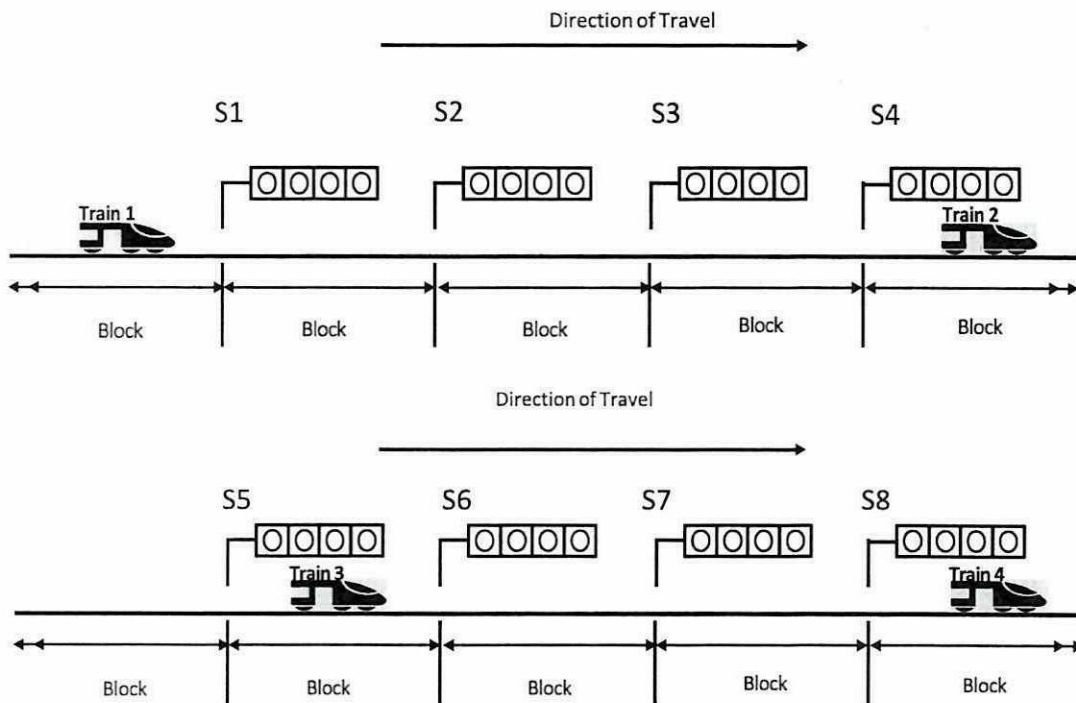 Direction of Travel
S1 S2 S3 S4
Train 1 Train 2
Block Block Block Block Block
Direction of Travel
S5 S6 S7 S8
Train 3 Train 4
Block Block Block Block Block